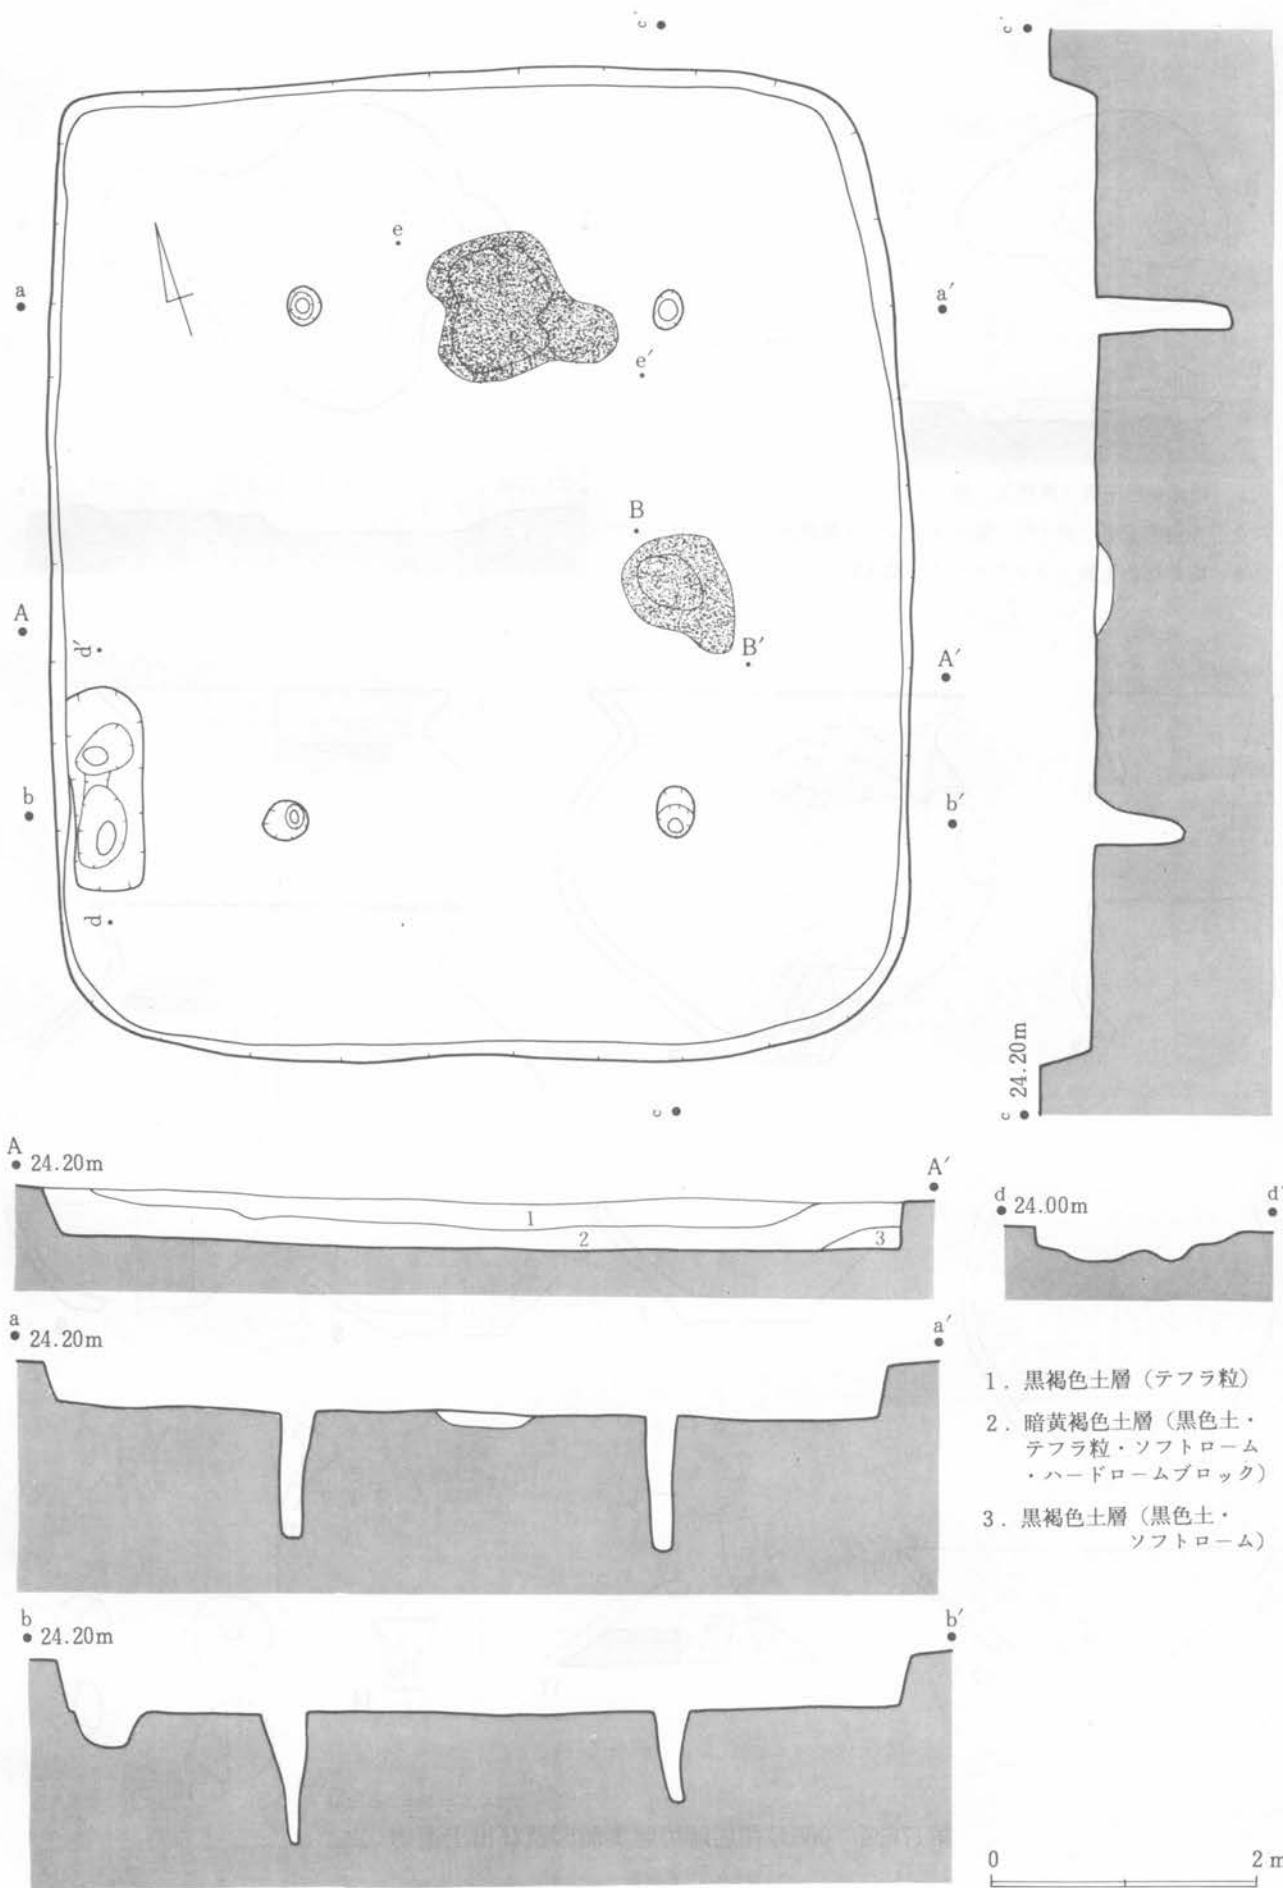 c′
c′
e
a
a′
e′
B
A
d′
B′
A′
b
b′
d
24.20m
c
c
A
24.20m
A′
1
2
3
d
24.00m
d′
a
24.20m
a′
1. 黒褐色土層（テフラ粒）
2. 暗黄褐色土層（黒色土・
テフラ粒・ソフトローム
・ハードロームブロック）
3. 黒褐色土層（黒色土・
ソフトローム）
b
24.20m
b′
0
2 m